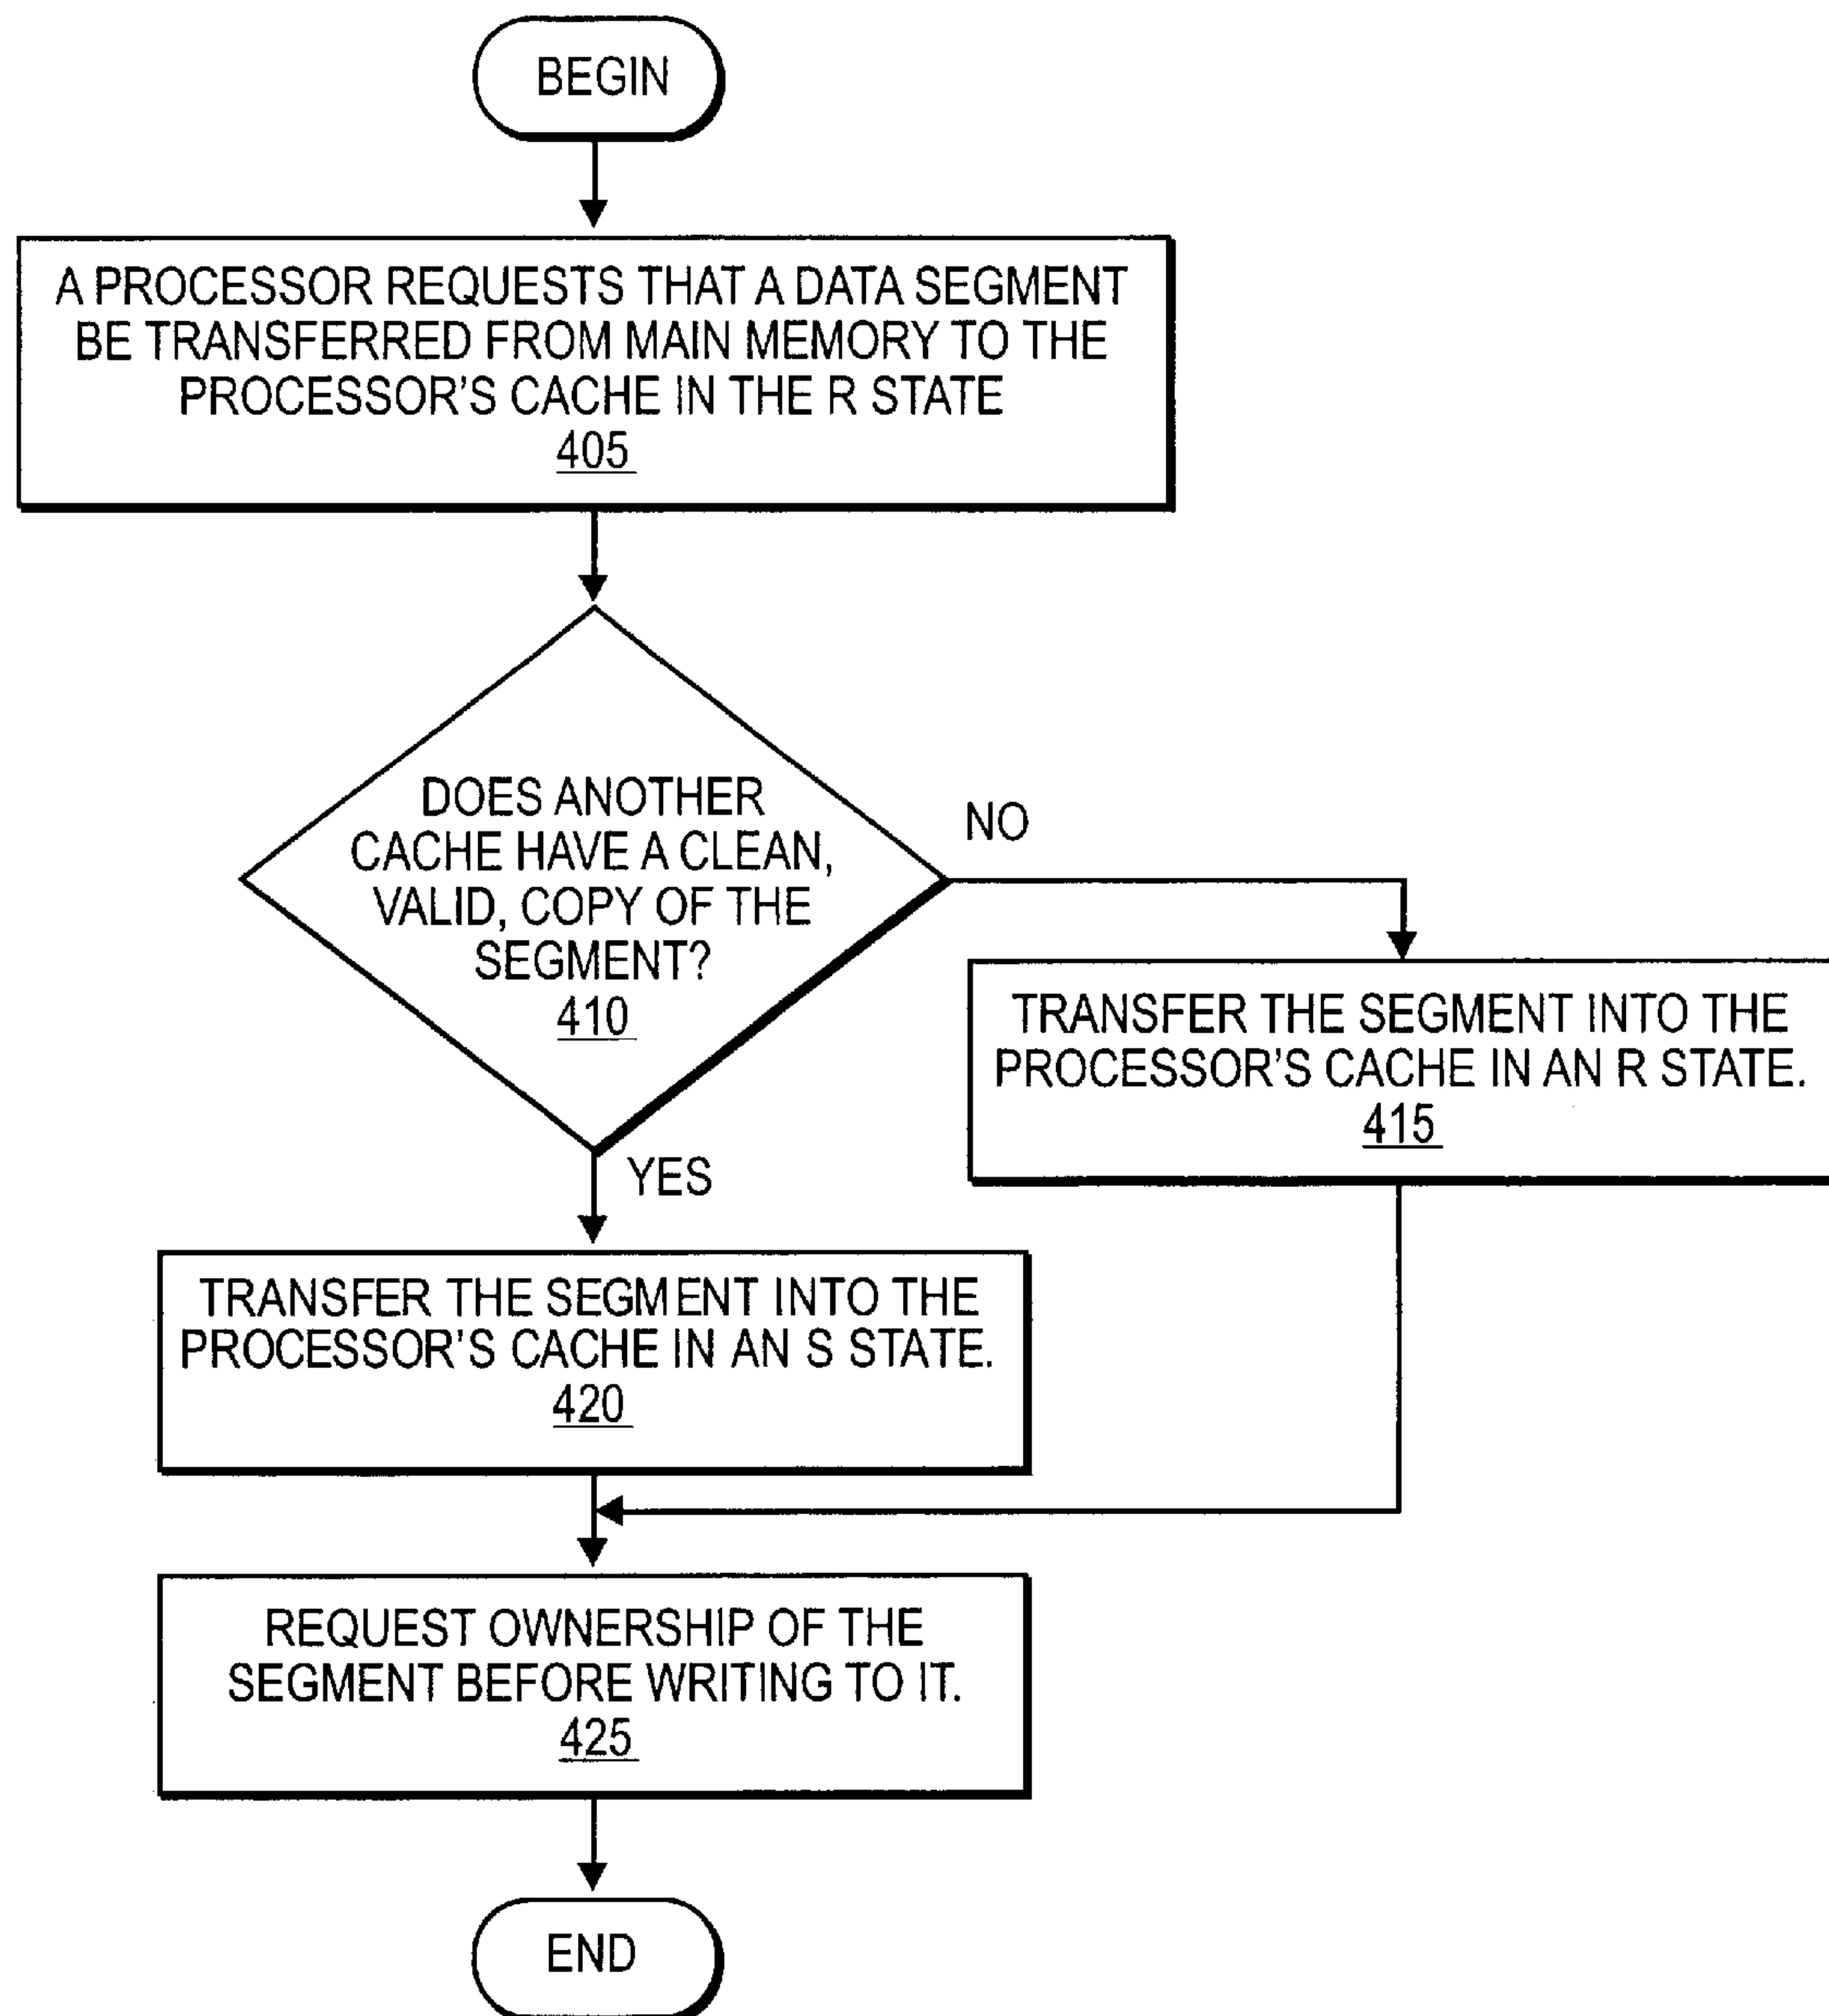 BEGIN
A PROCESSOR REQUESTS THAT A DATA SEGMENT
BE TRANSFERRED FROM MAIN MEMORY TO THE
PROCESSOR'S CACHE IN THE R STATE
405
DOES ANOTHER
CACHE HAVE A CLEAN,
VALID, COPY OF THE
SEGMENT?
410
NO
TRANSFER THE SEGMENT INTO THE
PROCESSOR'S CACHE IN AN R STATE.
415
YES
TRANSFER THE SEGMENT INTO THE
PROCESSOR'S CACHE IN AN S STATE.
420
REQUEST OWNERSHIP OF THE
SEGMENT BEFORE WRITING TO IT.
425
END